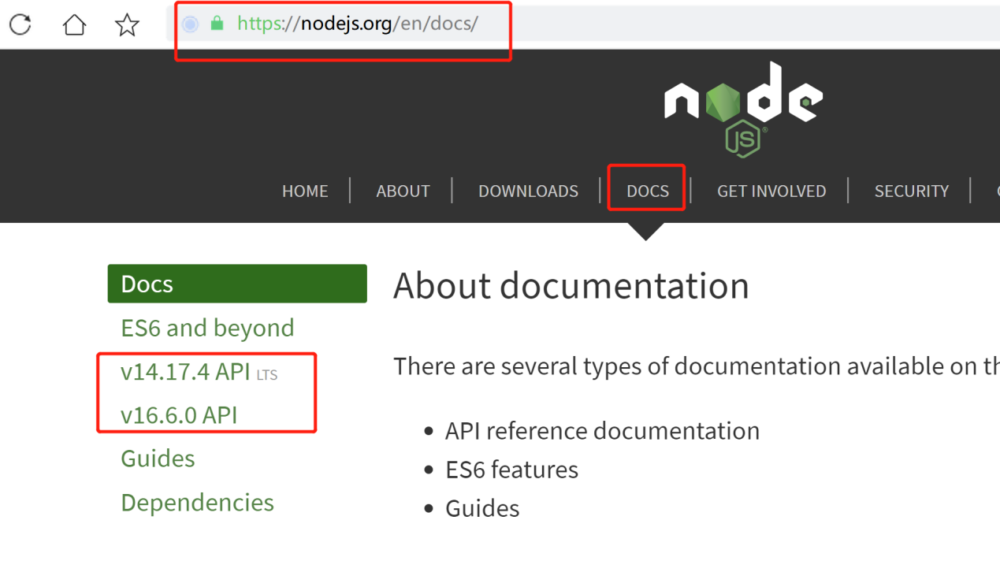 https://nodejs.org/en/docs/
node
JS®
HOME ABOUT DOWNLOADS DOCS GET INVOLVED SECURITY
Docs
ES6 and beyond
v14.17.4 API LTS
v16.6.0 API
Guides
Dependencies
About documentation
There are several types of documentation available on
API reference documentation
ES6 features
Guides